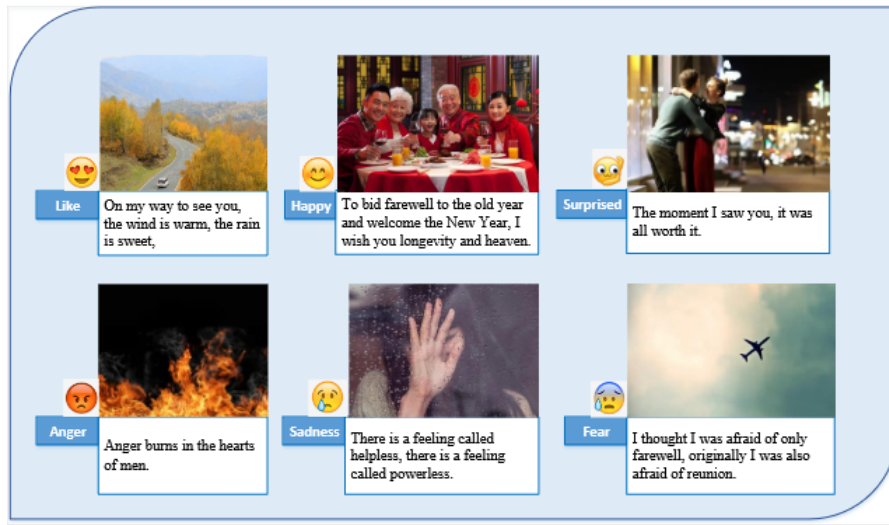 Like
On my way to see you,
the wind is warm, the rain
is sweet,
Happy
To bid farewell to the old year
and welcome the New Year, I
wish you longevity and heaven.
Surprised
The moment I saw you, it was
all worth it.
Anger
Anger burns in the hearts
of men.
Sadness
There is a feeling called
helpless, there is a feeling
called powerless.
Fear
I thought I was afraid of only
farewell, originally I was also
afraid of reunion.